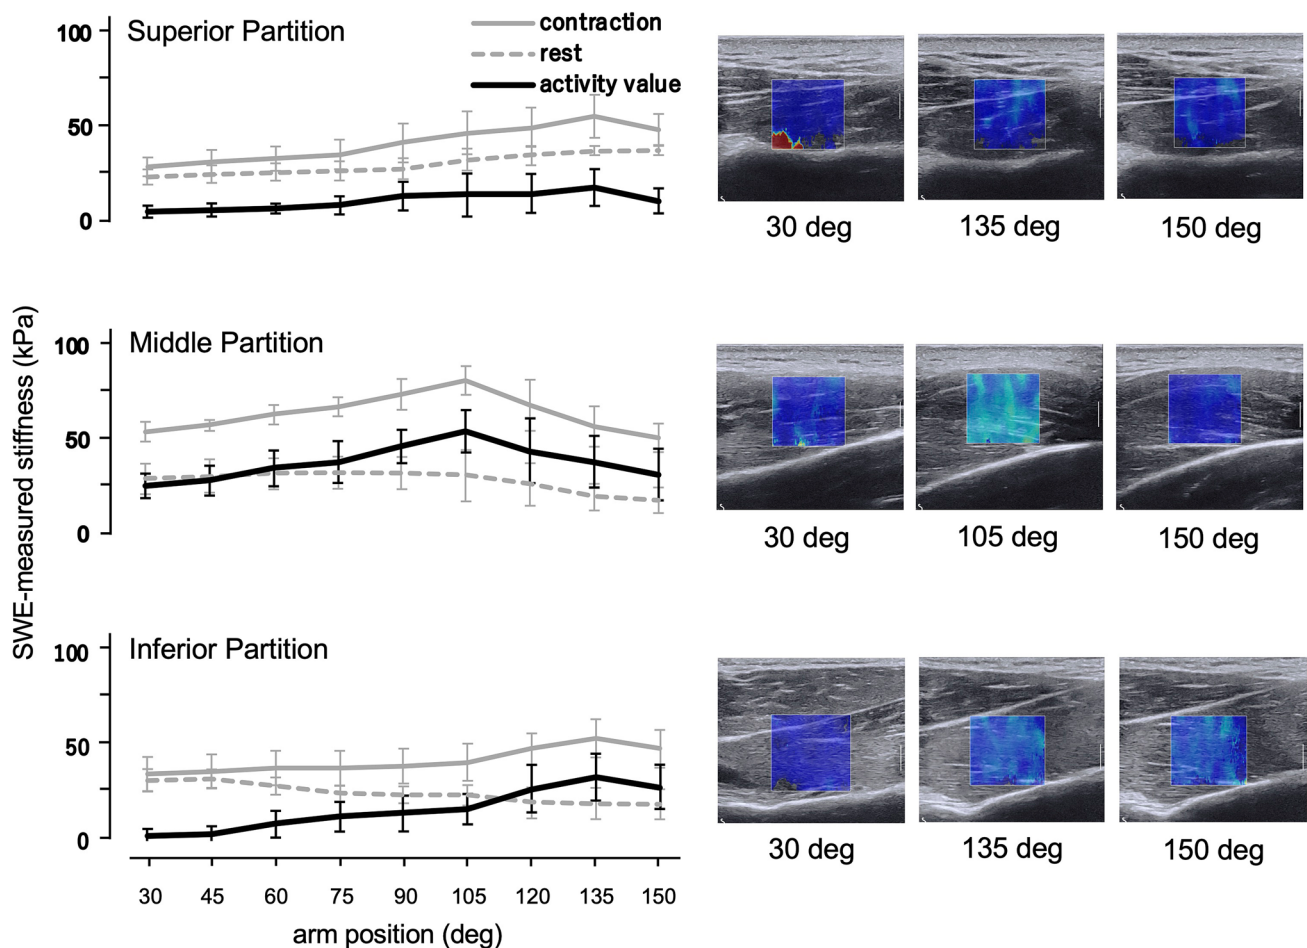 Superior Partition
contraction
rest
activity value
100
50
0
30 deg
135 deg
150 deg
SWE-measured stiffness (kPa)
Middle Partition
100
50
0
30 deg
105 deg
150 deg
Inferior Partition
100
50
0
30 deg
135 deg
150 deg
30 45 60 75 90 105 120 135 150
arm position (deg)